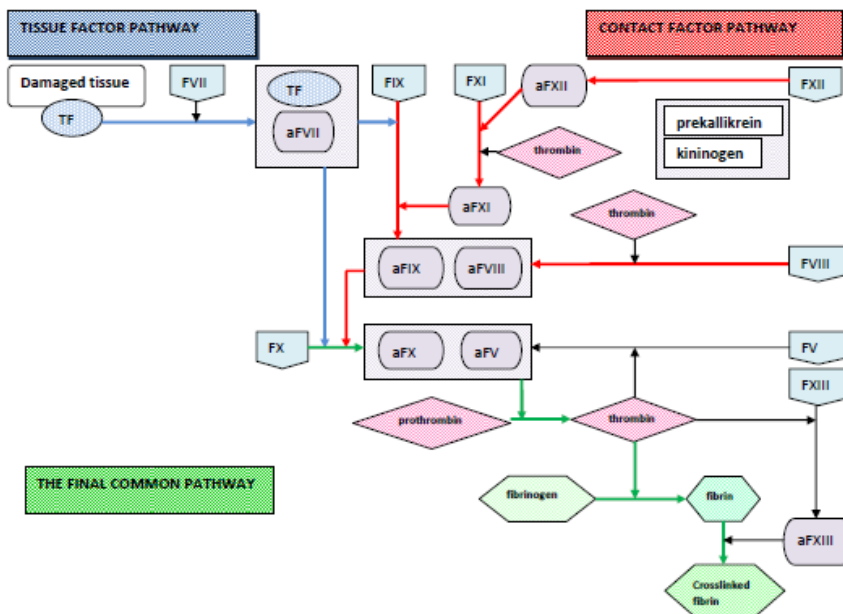 TISSUE FACTOR PATHWAY
CONTACT FACTOR PATHWAY
Damaged tissue
FVII
TF
FIX
FXI
aFXII
FXII
TF
aFVII
prekallikrein
kininogen
thrombin
aFXI
thrombin
aFIX
aFVIII
FVIII
FX
aFX
aFV
FV
FXIII
prothrombin
thrombin
THE FINAL COMMON PATHWAY
fibrinogen
fibrin
aFXIII
Crosslinked
fibrin